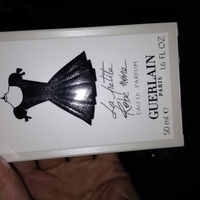 La petite
Robe noire
EAU DE PARFUM
GUERLAIN
PARIS
50 ml e 1.6 FL OZ